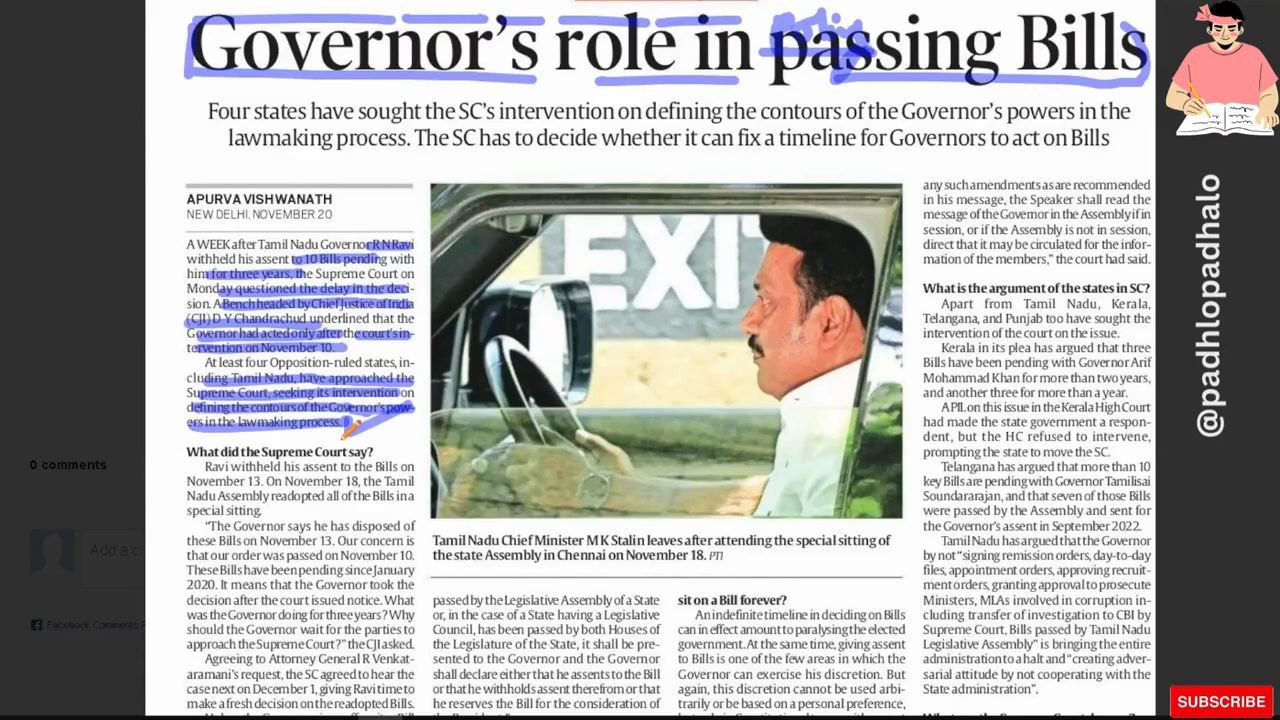 Governor's role in passing Bills
Four states have sought the SC's intervention on defining the contours of the Governor's powers in the
lawmaking process. The SC has to decide whether it can fix a timeline for Governors to act on Bills
APURVA VISHWANATH
NEW DELHI, NOVEMBER 20
A WEEK after Tamil Nadu Governor R N Ravi
withheld his assent to 10 Bills pending with
him for three years, the Supreme Court on
Monday questioned the delay in the deci-
sion. A Bench headed by Chief Justice of India
(CJI) D Y Chandrachud underlined that the
Governor had acted only after the court's in-
tervention on November 10.
At least four Opposition-ruled states, in-
cluding Tamil Nadu, have approached the
Supreme Court, seeking its intervention on
defining the contours of the Governor's pow-
ers in the lawmaking process.
What did the Supreme Court say?
Ravi withheld his assent to the Bills on
November 13. On November 18, the Tamil
Nadu Assembly readopted all of the Bills in a
special sitting.
"The Governor says he has disposed of
these Bills on November 13. Our concern is
that our order was passed on November 10.
These Bills have been pending since January
2020. It means that the Governor took the
decision after the court issued notice. What
was the Governor doing for three years? Why
should the Governor wait for the parties to
approach the Supreme Court?" the CJI asked.
Agreeing to Attorney General R Venkat-
aramani's request, the SC agreed to hear the
case next on December 1, giving Ravi time to
make a fresh decision on the readopted Bills.
EXIT
Tamil Nadu Chief Minister M K Stalin leaves after attending the special sitting of
the state Assembly in Chennai on November 18. PTI
passed by the Legislative Assembly of a State
or, in the case of a State having a Legislative
Council, has been passed by both Houses of
the Legislature of the State, it shall be pre-
sented to the Governor and the Governor
shall declare either that he assents to the Bill
or that he withholds assent therefrom or that
he reserves the Bill for the consideration of
sit on a Bill forever?
An indefinite timeline in deciding on Bills
can in effect amount to paralysing the elected
government. At the same time, giving assent
to Bills is one of the few areas in which the
Governor can exercise his discretion. But
again, this discretion cannot be used arbi-
trarily or be based on a personal preference,
any such amendments as are recommended
in his message, the Speaker shall read the
message of the Governor in the Assembly if in
session, or if the Assembly is not in session,
direct that it may be circulated for the infor-
mation of the members," the court had said.
What is the argument of the states in SC?
Apart from Tamil Nadu, Kerala,
Telangana, and Punjab too have sought the
intervention of the court on the issue.
Kerala in its plea has argued that three
Bills have been pending with Governor Arif
Mohammad Khan for more than two years,
and another three for more than a year.
A PIL on this issue in the Kerala High Court
had made the state government a respon-
dent, but the HC refused to intervene,
prompting the state to move the SC.
Telangana has argued that more than 10
key Bills are pending with Governor Tamilisai
Soundararajan, and that seven of those Bills
were passed by the Assembly and sent for
the Governor's assent in September 2022.
Tamil Nadu has argued that the Governor
by not "signing remission orders, day-to-day
files, appointment orders, approving recruit-
ment orders, granting approval to prosecute
Ministers, MLAs involved in corruption in-
cluding transfer of investigation to CBI by
Supreme Court, Bills passed by Tamil Nadu
Legislative Assembly" is bringing the entire
administration to a halt and "creating adver-
sarial attitude by not cooperating with the
State administration".
0 comments
Add a c
Facebook Comments P
@padhlopadhalo
SUBSCRIBE